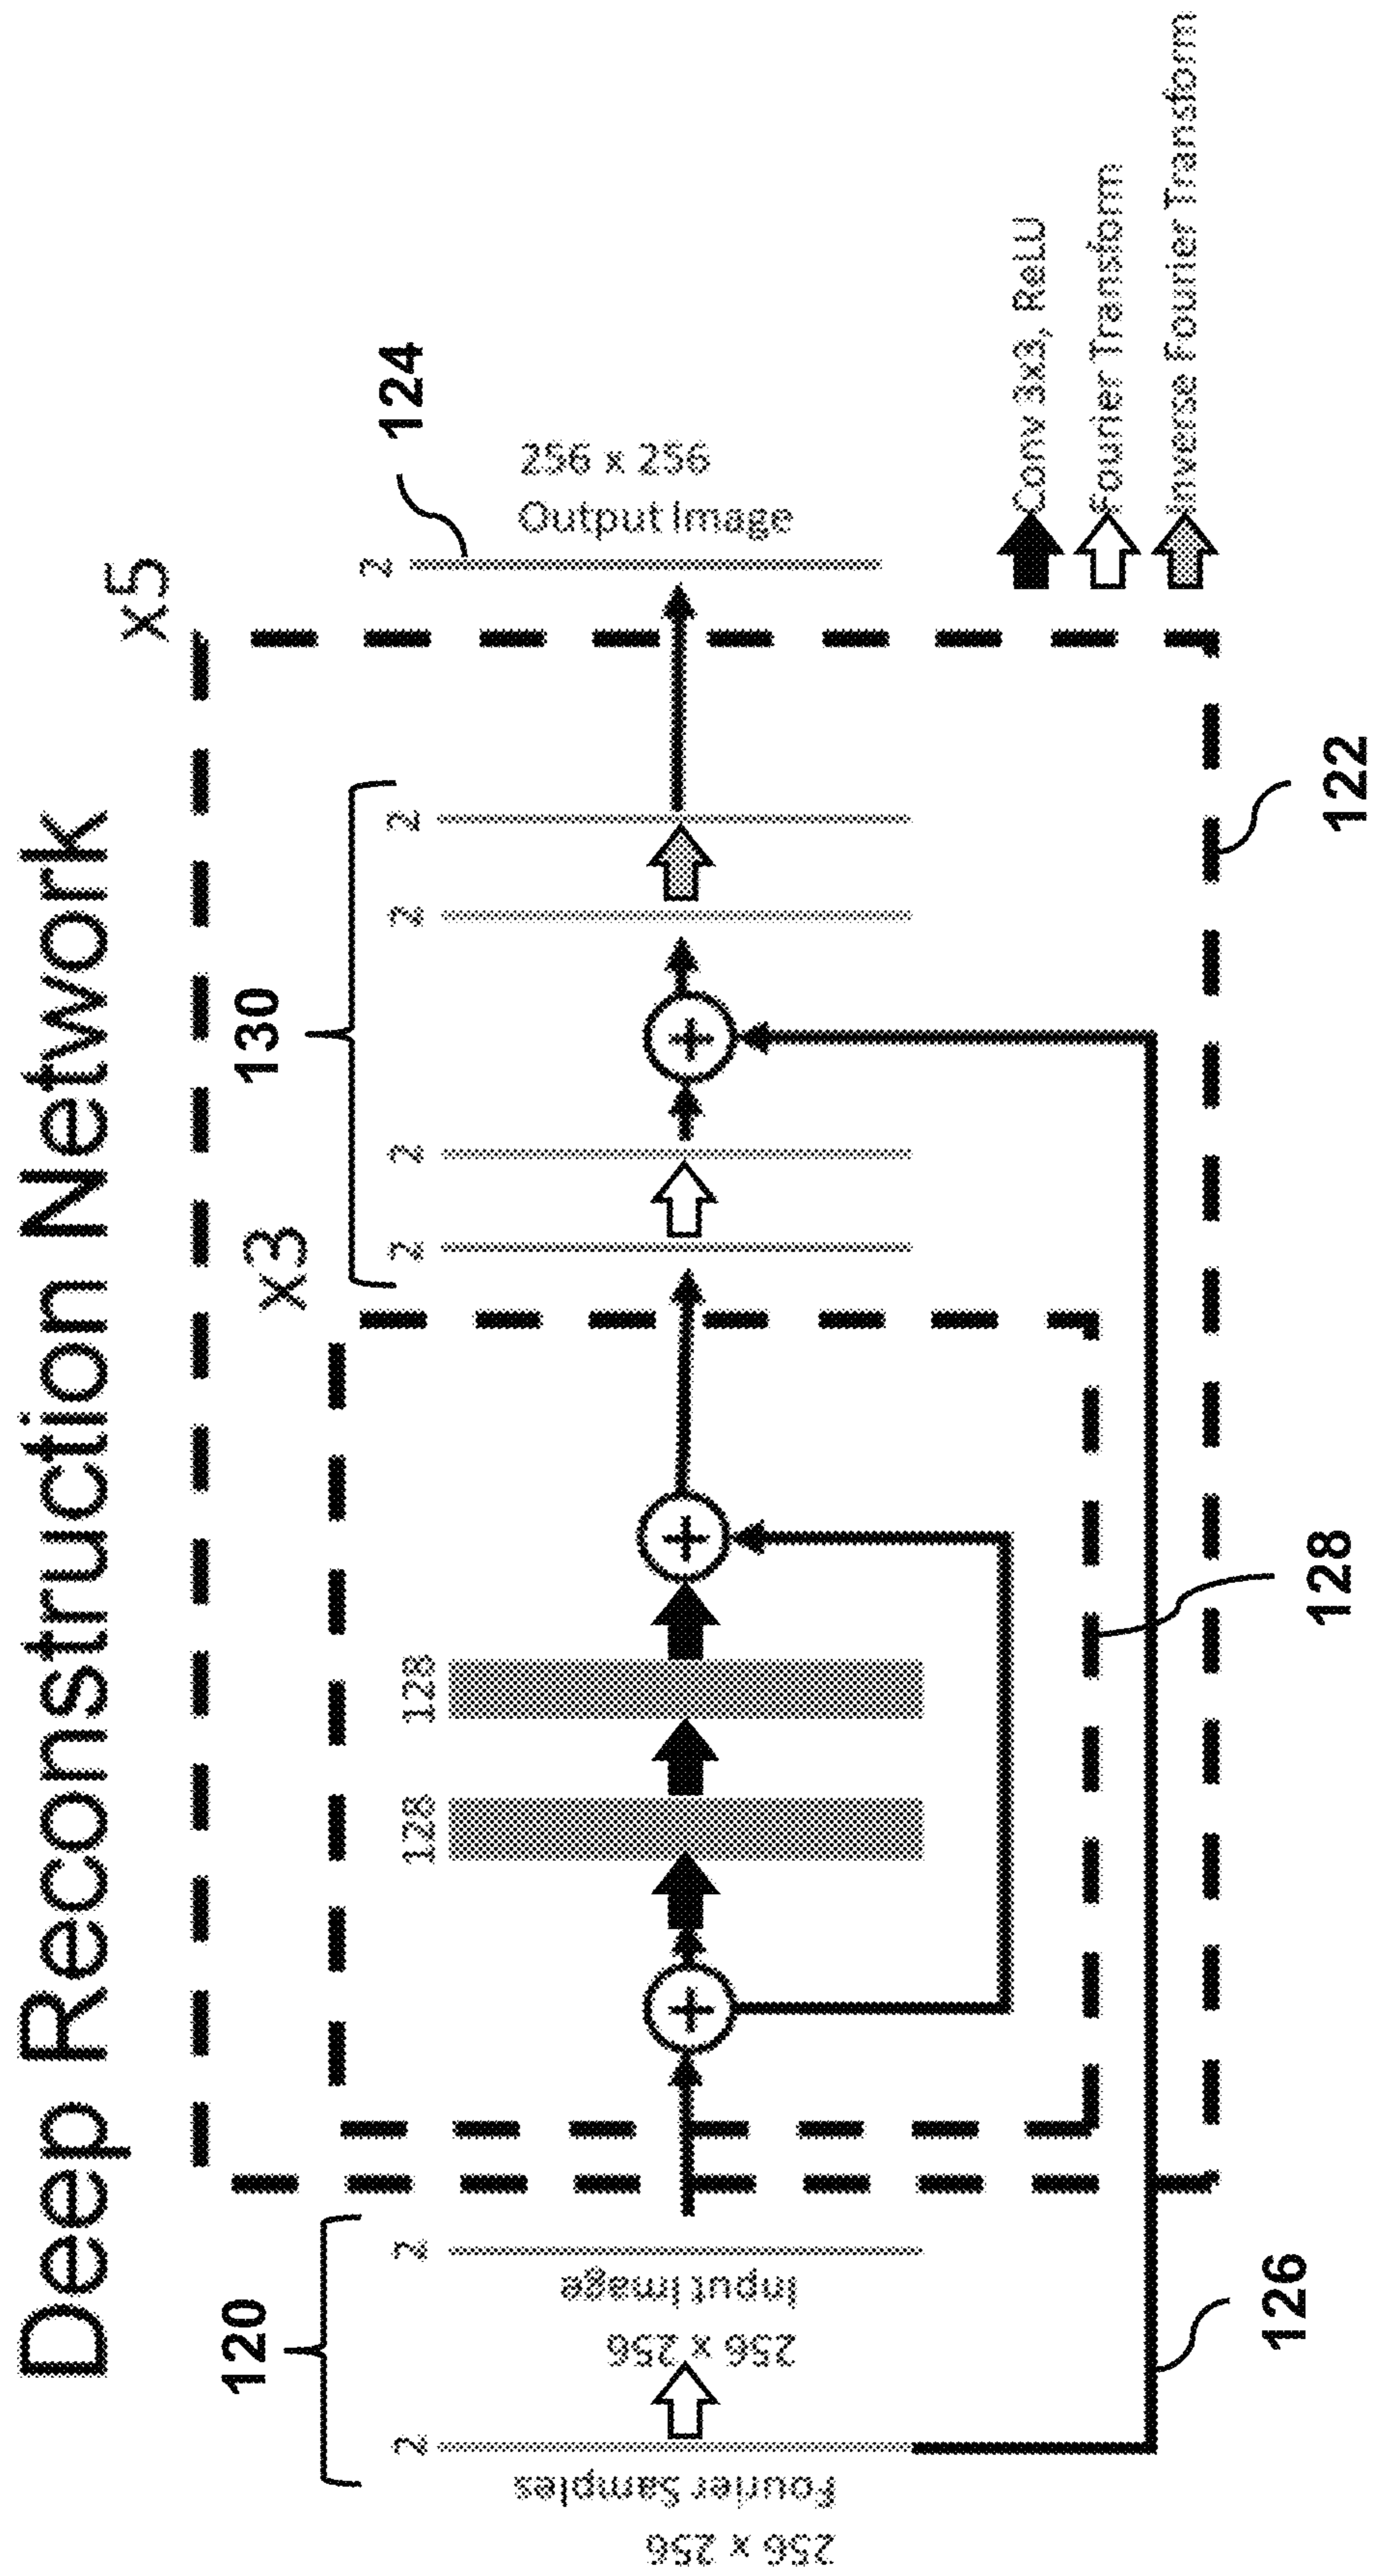 Deep Reconstruction Network
x5
x3
120
130
124
2
2
128
128
2
2
2
2
2
256 x 256
Fourier Samples
256 x 256
Input Image
256 x 256
Output Image
126
128
122
Conv 3x3, ReLU
Fourier Transform
Inverse Fourier Transform